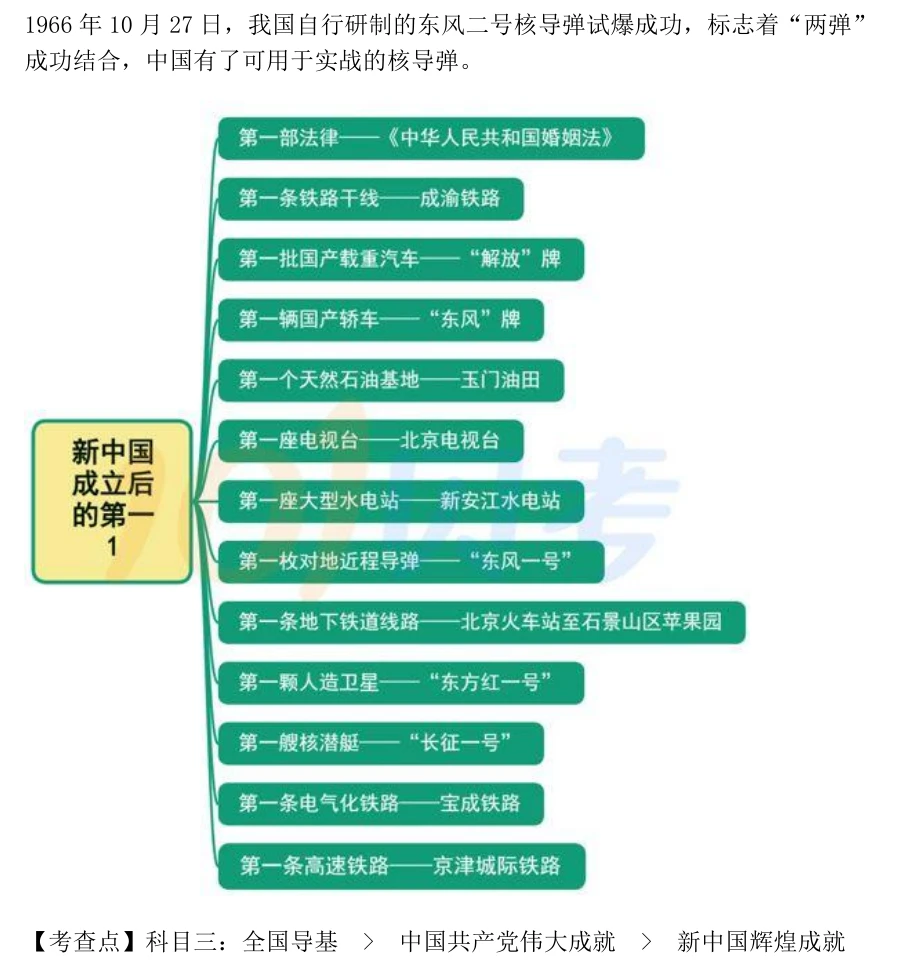 1966 年 10 月 27 日，我国自行研制的东风二号核导弹试爆成功，标志着“两弹”
成功结合，中国有了可用于实战的核导弹。
第一部法律——《中华人民共和国婚姻法》
第一条铁路干线——成渝铁路
第一批国产载重汽车——“解放”牌
第一辆国产轿车——“东风”牌
第一个天然石油基地——玉门油田
第一座电视台——北京电视台
新中国
成立后
的第一
1
第一座大型水电站——新安江水电站
第一枚对地近程导弹——“东风一号”
第一条地下铁道线路——北京火车站至石景山区苹果园
第一颗人造卫星——“东方红一号”
第一艘核潜艇——“长征一号”
第一条电气化铁路——宝成铁路
第一条高速铁路——京津城际铁路
【考查点】科目三：全国导基 > 中国共产党伟大成就 > 新中国辉煌成就